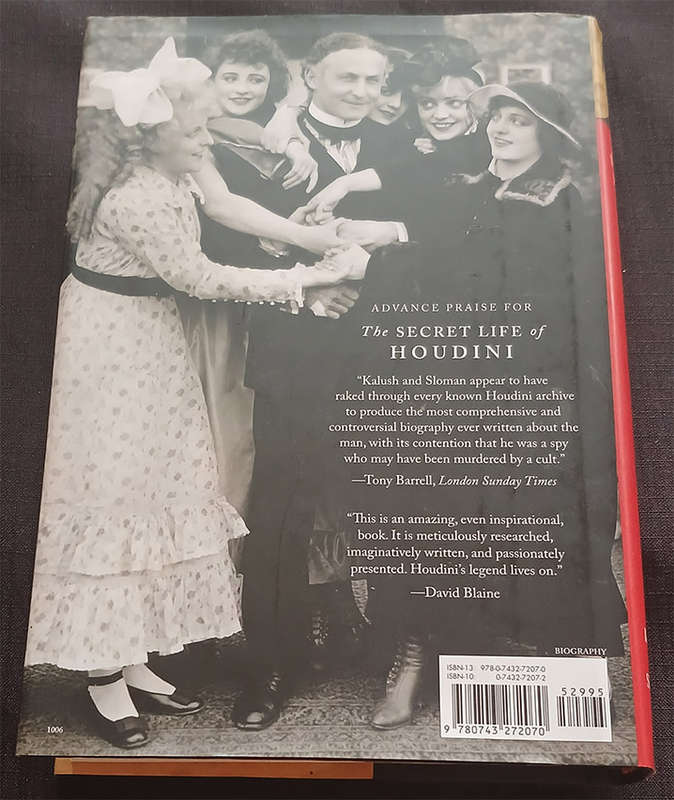 ADVANCE PRAISE FOR
The SECRET LIFE of
HOUDINI
“Kalush and Sloman appear to have
raked through every known Houdini archive
to produce the most comprehensive and
controversial biography ever written about the
man, with its contention that he was a spy
who may have been murdered by a cult.”
—Tony Barrell, London Sunday Times
“This is an amazing, even inspirational,
book. It is meticulously researched,
imaginatively written, and passionately
presented. Houdini’s legend lives on.”
—David Blaine
BIOGRAPHY
ISBN-13: 978-0-7432-7207-0
ISBN-10: 0-7432-7207-2
52995
9 780743 272070
1006